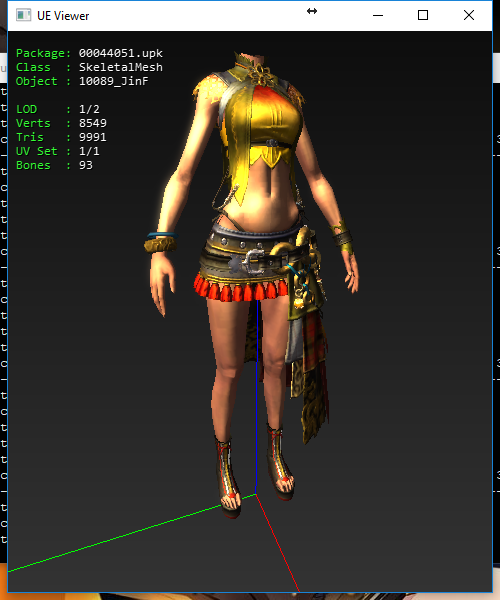 UE Viewer
Package: 00044051.upk
Class : SkeletalMesh
Object : 10089_JinF
LOD : 1/2
Verts : 8549
Tris : 9991
UV Set : 1/1
Bones : 93